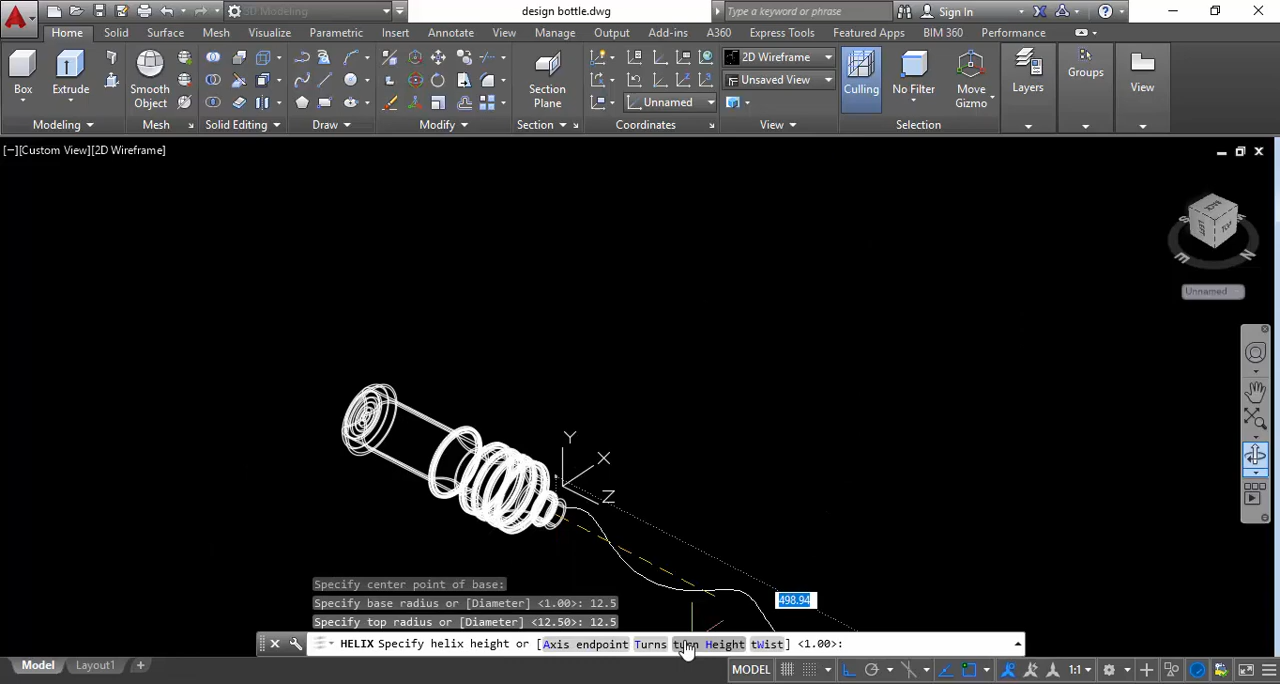 3D Modeling
design bottle.dwg
Type a keyword or phrase
Sign In
Home Solid Surface Mesh Visualize Parametric Insert Annotate View Manage Output Add-ins A360 Express Tools Featured Apps BIM 360 Performance
Box
Extrude
Smooth
Object
Section
Plane
2D Wireframe
Unsaved View
Unnamed
Culling
No Filter
Move
Gizmo
Layers
Groups
View
Modeling
Mesh
Solid Editing
Draw
Modify
Section
Coordinates
View
Selection
[−][Custom View][2D Wireframe]
BACK
LEFT
TOP
S
E
N
Unnamed
Y
X
Z
498.94
Specify center point of base:
Specify base radius or [Diameter] <1.00>: 12.5
Specify top radius or [Diameter] <12.50>: 12.5
HELIX Specify helix height or [Axis endpoint Turns turn Height tWist] <1.00>:
Model Layout1 +
MODEL
1:1